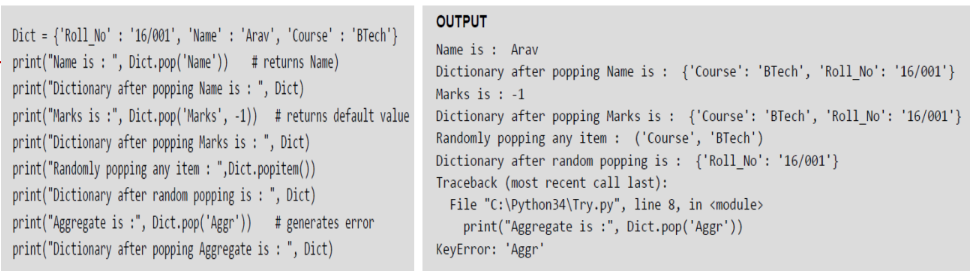 Dict = {'Roll_No' : '16/001', 'Name' : 'Arav', 'Course' : 'BTech'}
print("Name is : ", Dict.pop('Name'))   # returns Name)
print("Dictionary after popping Name is : ", Dict)
print("Marks is :", Dict.pop('Marks', -1))   # returns default value
print("Dictionary after popping Marks is : ", Dict)
print("Randomly popping any item : ",Dict.popitem())
print("Dictionary after random popping is : ", Dict)
print("Aggregate is :", Dict.pop('Aggr'))   # generates error
print("Dictionary after popping Aggregate is : ", Dict)
OUTPUT
Name is :  Arav
Dictionary after popping Name is :  {'Course': 'BTech', 'Roll_No': '16/001'}
Marks is : -1
Dictionary after popping Marks is :  {'Course': 'BTech', 'Roll_No': '16/001'}
Randomly popping any item :  ('Course', 'BTech')
Dictionary after random popping is :  {'Roll_No': '16/001'}
Traceback (most recent call last):
  File "C:\Python34\Try.py", line 8, in <module>
    print("Aggregate is :", Dict.pop('Aggr'))
KeyError: 'Aggr'